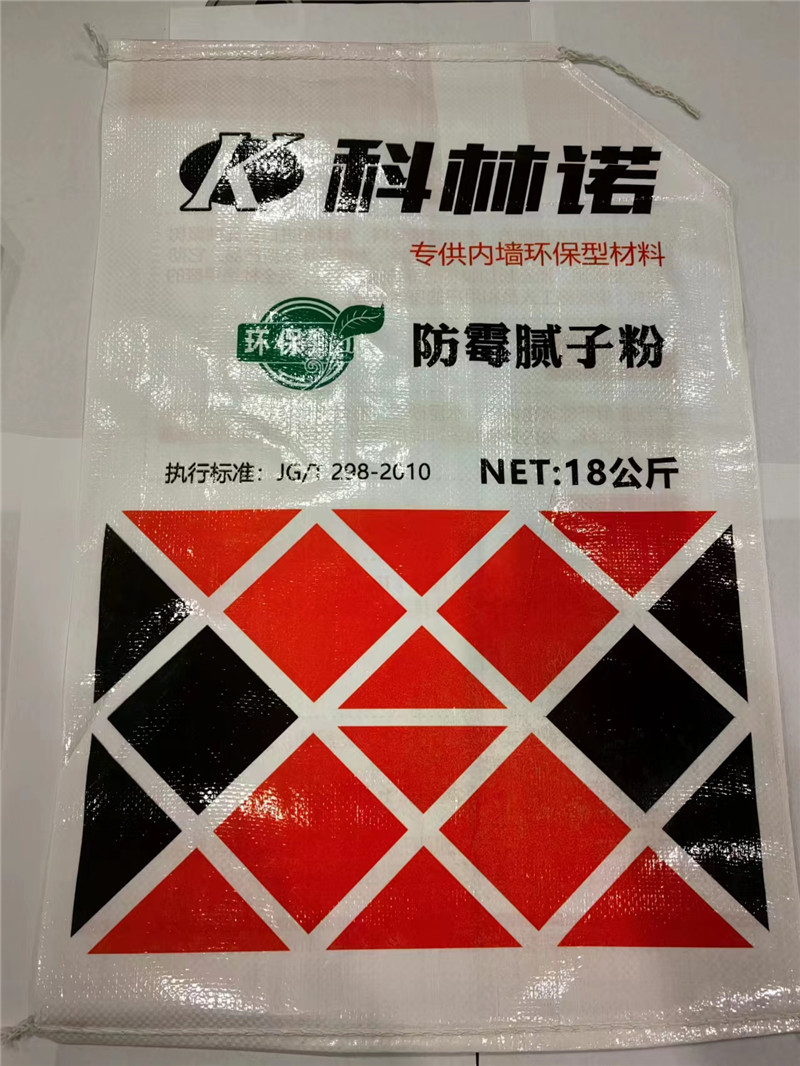 科林诺
专供内墙环保型材料
环保
防霉腻子粉
执行标准：JG/T 298-2010
NET:18公斤